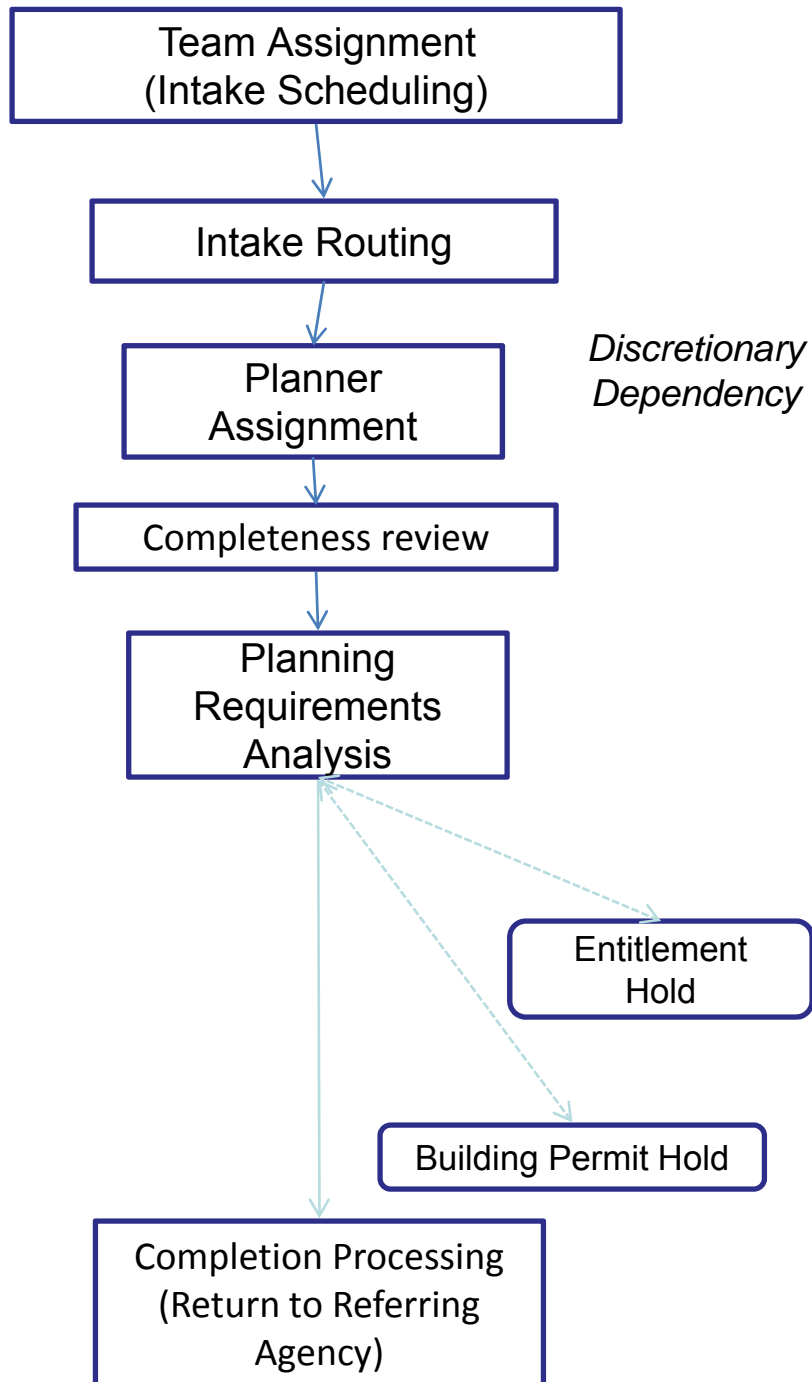 Team Assignment
(Intake Scheduling)
Intake Routing
Discretionary
Dependency
Planner
Assignment
Completeness review
Planning
Requirements
Analysis
Entitlement
Hold
Building Permit Hold
Completion Processing
(Return to Referring
Agency)